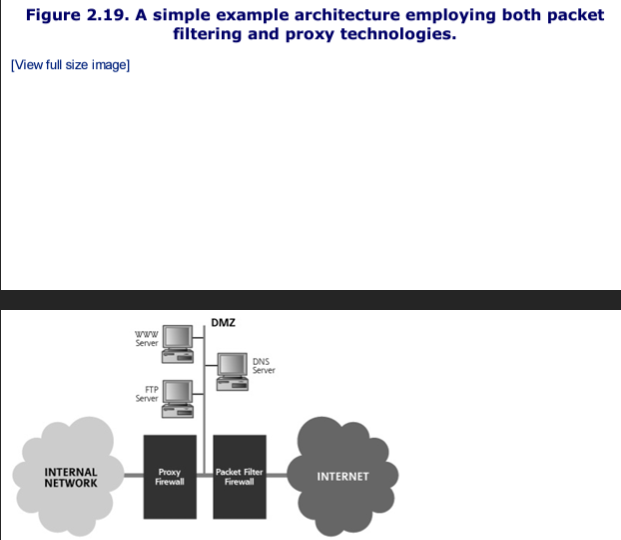 Figure 2.19. A simple example architecture employing both packet
filtering and proxy technologies.
[View full size image]
DMZ
WWW
Server
DNS
Server
FTP
Server
INTERNAL
NETWORK
Proxy
Firewall
Packet Filter
Firewall
INTERNET